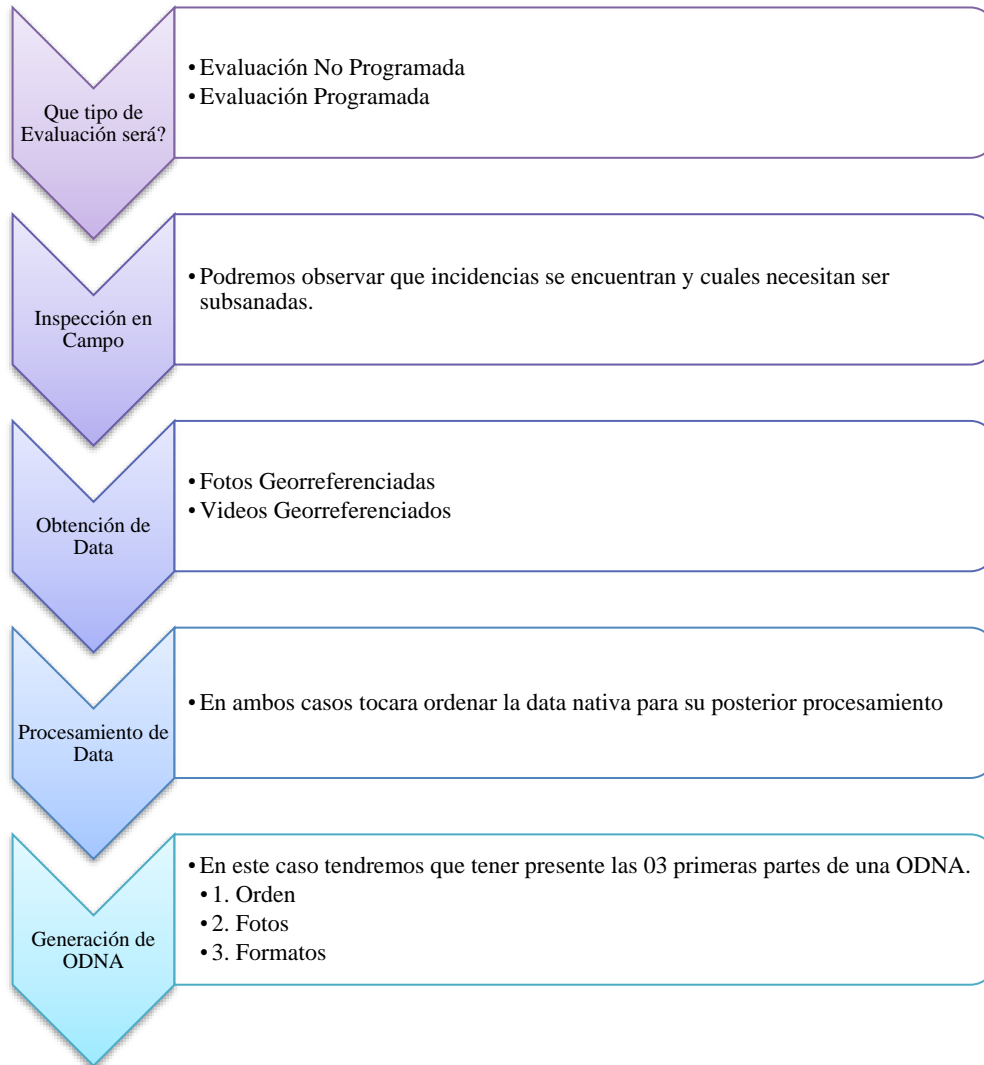 Que tipo de
Evaluación será?
• Evaluación No Programada
• Evaluación Programada
Inspección en
Campo
• Podremos observar que incidencias se encuentran y cuales necesitan ser
subsanadas.
Obtención de
Data
• Fotos Georreferenciadas
• Videos Georreferenciados
Procesamiento de
Data
• En ambos casos tocara ordenar la data nativa para su posterior procesamiento
Generación de
ODNA
• En este caso tendremos que tener presente las 03 primeras partes de una ODNA.
• 1. Orden
• 2. Fotos
• 3. Formatos